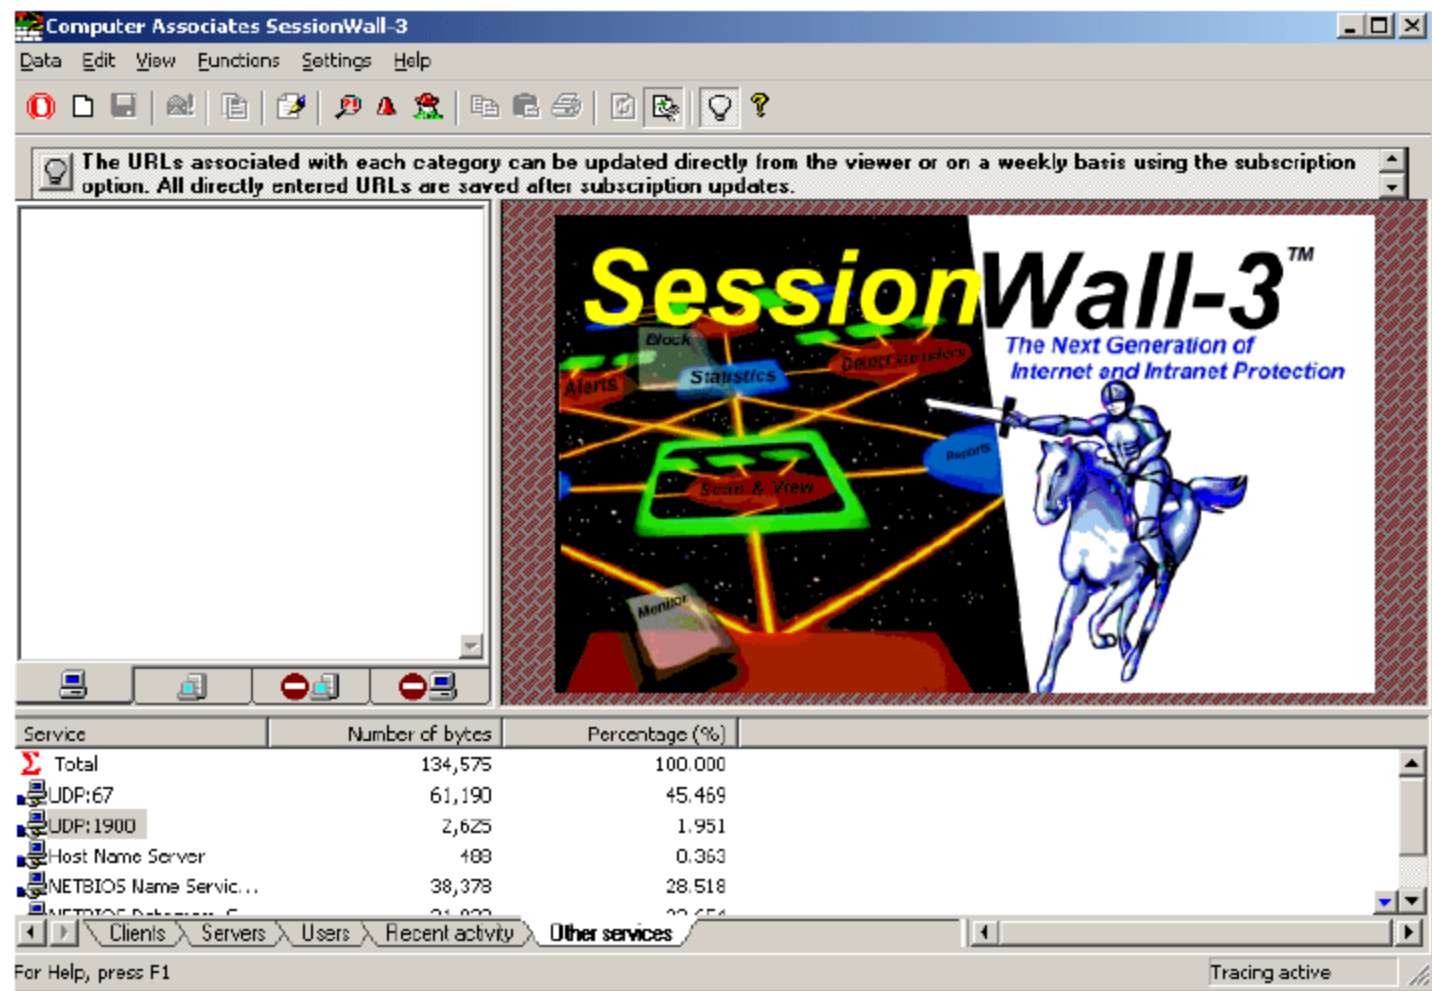 Computer Associates SessionWall-3
Data Edit View Functions Settings Help
The URLs associated with each category can be updated directly from the viewer or on a weekly basis using the subscription
option. All directly entered URLs are saved after subscription updates.
SessionWall-3™
The Next Generation of
Internet and Intranet Protection
Block
Detect Intruders
Alerts
Statistics
Reports
Scan & View
Monitor
Service Number of bytes Percentage (%)
Total 134,575 100.000
UDP:67 61,190 45.469
UDP:1900 2,625 1.951
Host Name Server 488 0.363
NETBIOS Name Servic... 38,378 28.518
Clients Servers Users Recent activity Other services
For Help, press F1 Tracing active